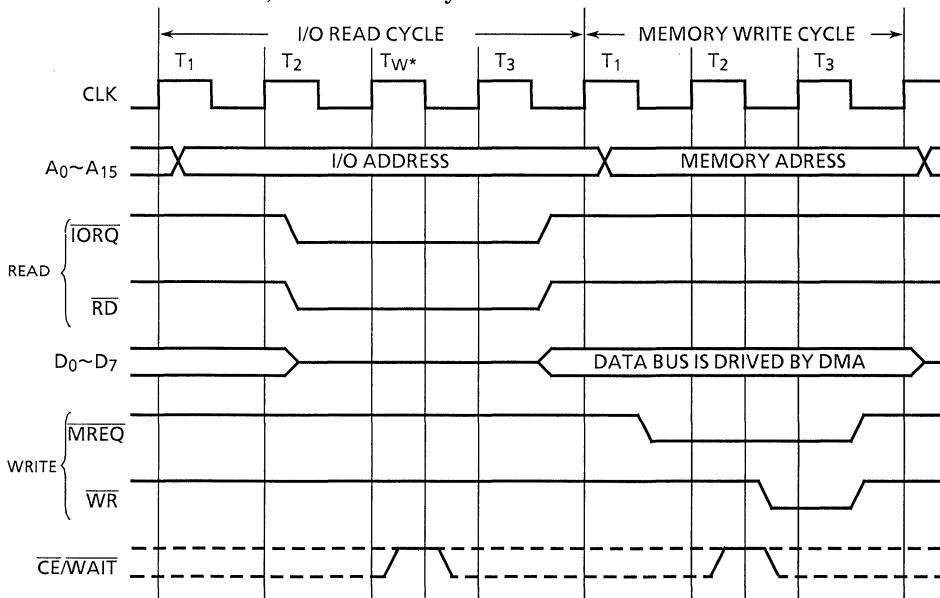 I/O READ CYCLE MEMORY WRITE CYCLE
T1 T2 TW* T3 T1 T2 T3
CLK
A0~A15 I/O ADDRESS MEMORY ADRESS
IORQ
READ
RD
D0~D7 DATA BUS IS DRIVED BY DMA
MREQ
WRITE
WR
CE/WAIT